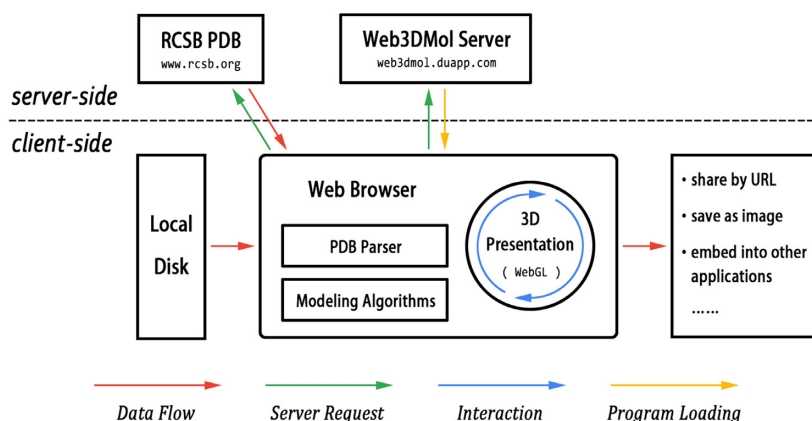 RCSB PDB
www.rcsb.org
Web3DMol Server
web3dmol.duapp.com
server-side
client-side
Local
Disk
Web Browser
PDB Parser
Modeling Algorithms
3D
Presentation
( WebGL )
• share by URL
• save as image
• embed into other
applications
......
Data Flow
Server Request
Interaction
Program Loading